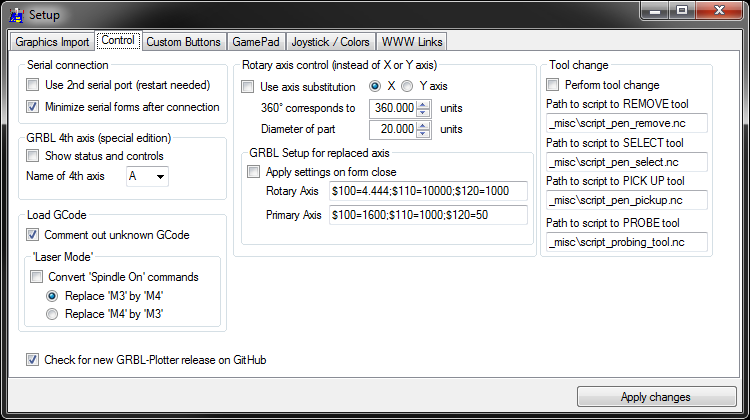 Setup
Graphics Import
Control
Custom Buttons
GamePad
Joystick / Colors
WWW Links
Serial connection
Use 2nd serial port (restart needed)
Minimize serial forms after connection
GRBL 4th axis (special edition)
Show status and controls
Name of 4th axis A
Load GCode
Comment out unknown GCode
'Laser Mode'
Convert 'Spindle On' commands
Replace 'M3' by 'M4'
Replace 'M4' by 'M3'
Check for new GRBL-Plotter release on GitHub
Rotary axis control (instead of X or Y axis)
Use axis substitution X Y axis
360° corresponds to 360.000 units
Diameter of part 20.000 units
GRBL Setup for replaced axis
Apply settings on form close
Rotary Axis $100=4.444;$110=10000;$120=1000
Primary Axis $100=1600;$110=1000;$120=50
Tool change
Perform tool change
Path to script to REMOVE tool
_misc\script_pen_remove.nc
Path to script to SELECT tool
_misc\script_pen_select.nc
Path to script to PICK UP tool
_misc\script_pen_pickup.nc
Path to script to PROBE tool
_misc\script_probing_tool.nc
Apply changes